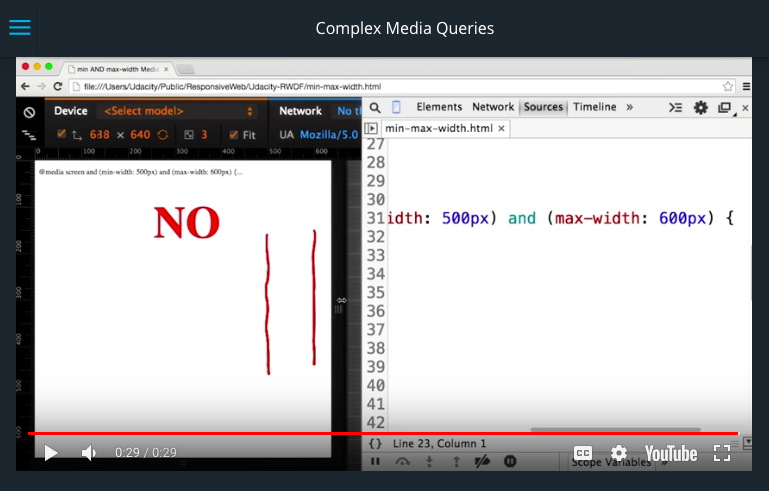 Complex Media Queries
min AND max-width Media
file:///Users/Udacity/Public/ResponsiveWeb/Udacity-RWDF/min-max-width.html
Device <Select model> Network No th
638 × 640 3 Fit UA Mozilla/5.0
Elements Network Sources Timeline »
min-max-width.html ×
0 100 200 300 400 500 600
0
100
200
300
400
500
600
@media screen and (min-width: 500px) and (max-width: 600px) {...
NO
27
28
29
30
31 idth: 500px) and (max-width: 600px) {
32
33
34
35
36
37
38
39
40
41
42
{} Line 23, Column 1
0:29 / 0:29
CC
YouTube
Scope Variables »